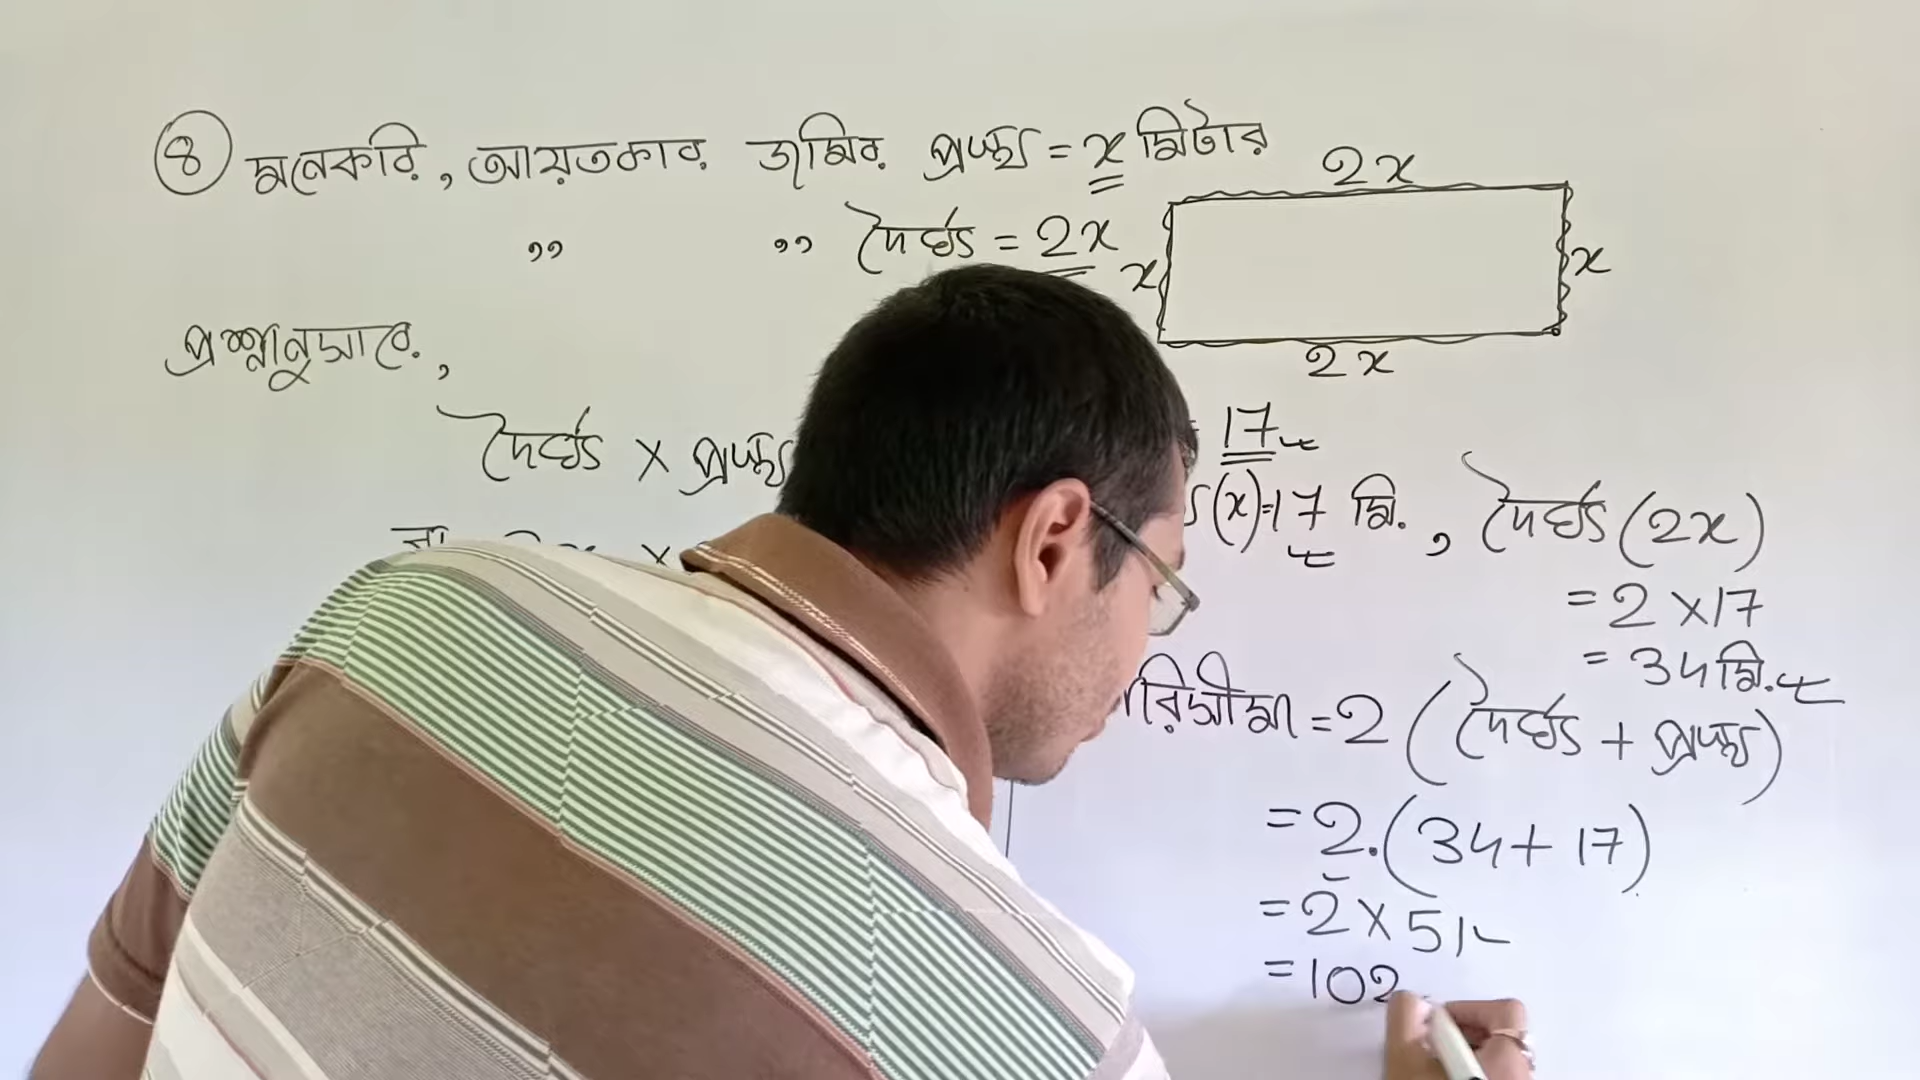 ৪ মনেকরি, আয়তকার জমির প্রস্থ = x মিটার
„ „ দৈর্ঘ্য = 2x
2x
x
x
2x
প্রশ্নানুসারে,
দৈর্ঘ্য × প্রস্থ
= 17
(x)=17 মি., দৈর্ঘ্য (2x)
= 2 × 17
= 34 মি.
রিসীমা = 2 (দৈর্ঘ্য + প্রস্থ)
= 2.(34 + 17)
= 2 × 51
= 102